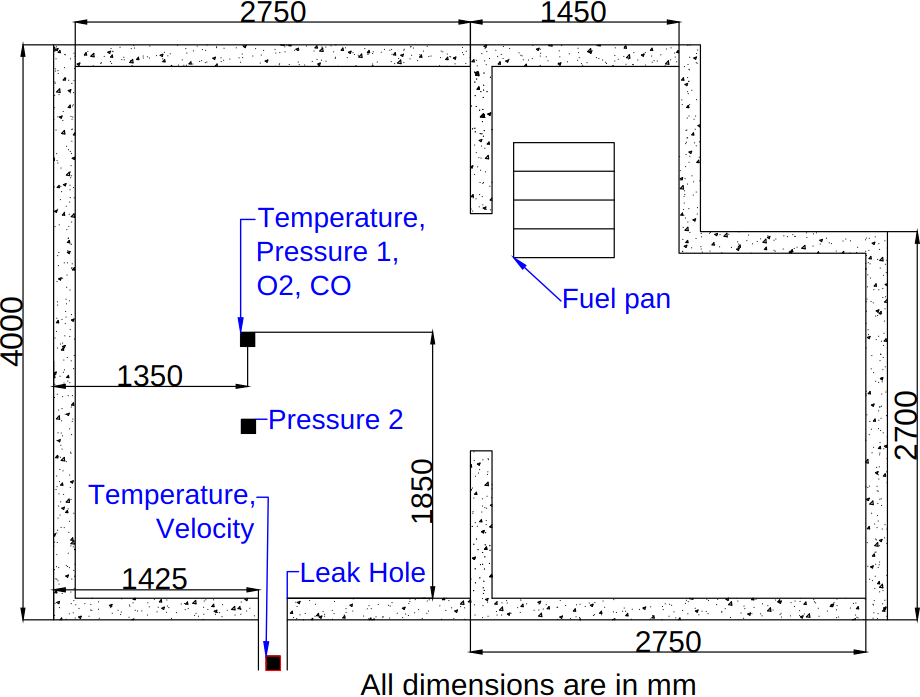 2750
1450
Temperature,
Pressure 1,
O2, CO
Fuel pan
4000
1350
2700
Pressure 2
1850
Temperature,
Velocity
Leak Hole
1425
2750
All dimensions are in mm